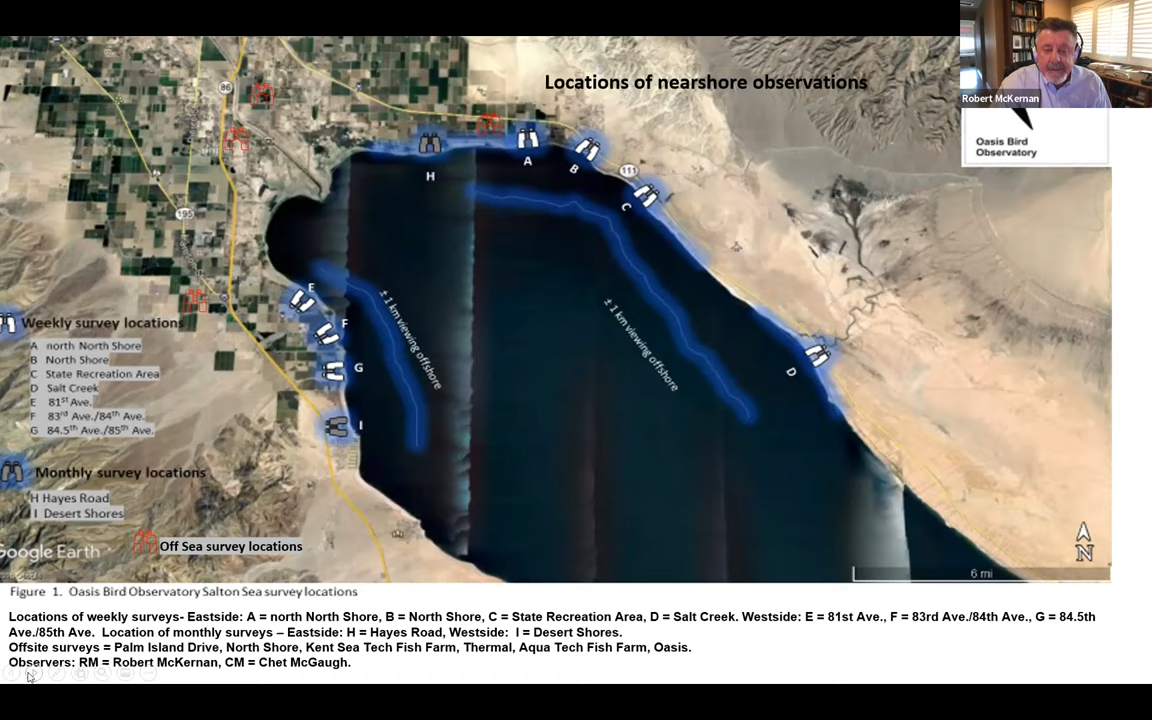 Locations of nearshore observations
Robert McKernan
Oasis Bird
Observatory
86
195
111
H
A
B
C
D
E
F
G
I
± 1 km viewing offshore
± 1 km viewing offshore
Weekly survey locations
A north North Shore
B North Shore
C State Recreation Area
D Salt Creek
E 81st Ave.
F 83rd Ave./84th Ave.
G 84.5th Ave./85th Ave.
Monthly survey locations
H Hayes Road
I Desert Shores
Off Sea survey locations
Google Earth
N
6 mi
Figure 1. Oasis Bird Observatory Salton Sea survey locations
Locations of weekly surveys- Eastside: A = north North Shore, B = North Shore, C = State Recreation Area, D = Salt Creek. Westside: E = 81st Ave., F = 83rd Ave./84th Ave., G = 84.5th
Ave./85th Ave. Location of monthly surveys – Eastside: H = Hayes Road, Westside: I = Desert Shores.
Offsite surveys = Palm Island Drive, North Shore, Kent Sea Tech Fish Farm, Thermal, Aqua Tech Fish Farm, Oasis.
Observers: RM = Robert McKernan, CM = Chet McGaugh.